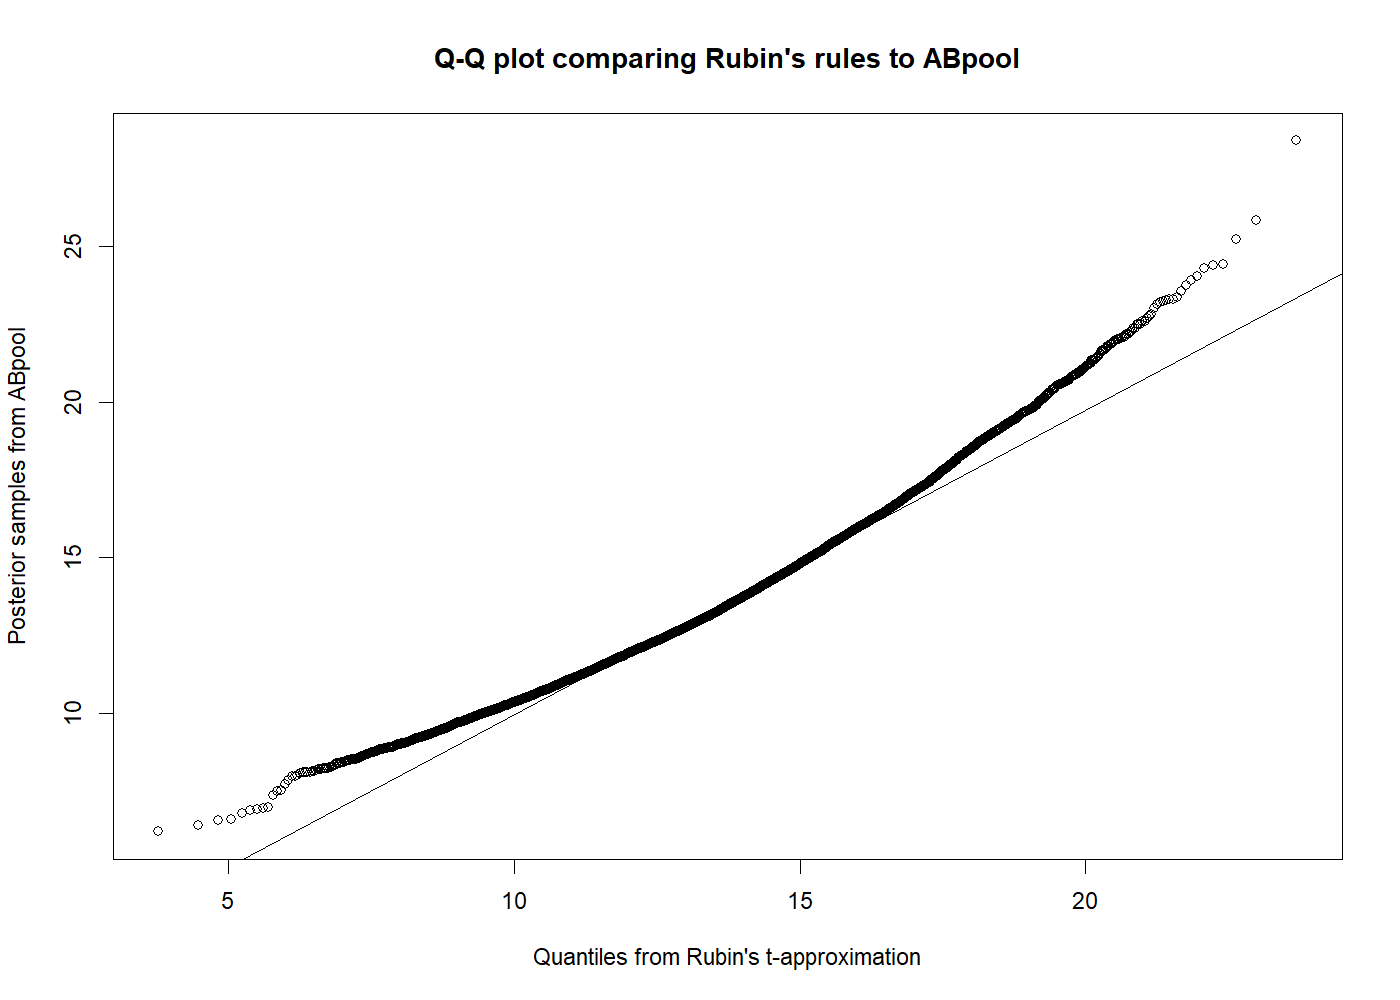 Q-Q plot comparing Rubin's rules to ABpool
Posterior samples from ABpool
25
20
15
10
5 10 15 20
Quantiles from Rubin's t-approximation